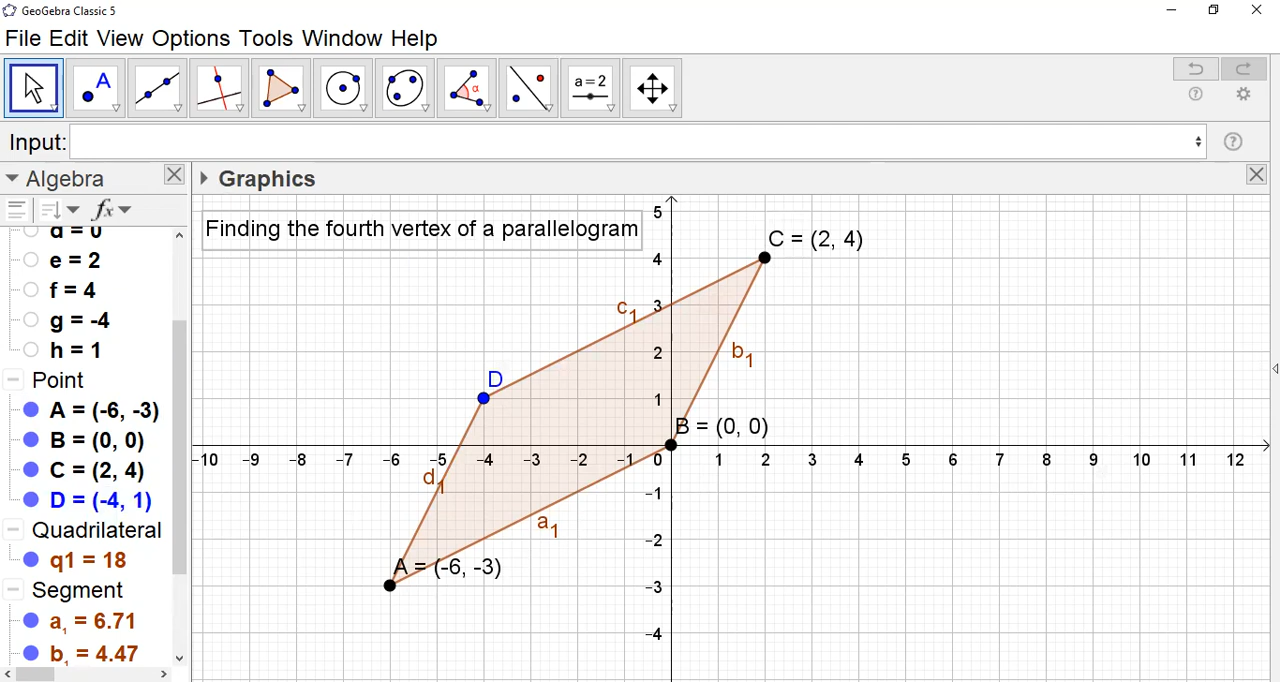 GeoGebra Classic 5
File Edit View Options Tools Window Help
A
α
a=2
Input:
Algebra
Graphics
fx
d = 0
e = 2
f = 4
g = -4
h = 1
Point
A = (-6, -3)
B = (0, 0)
C = (2, 4)
D = (-4, 1)
Quadrilateral
q1 = 18
Segment
a₁ = 6.71
b₁ = 4.47
Finding the fourth vertex of a parallelogram
C = (2, 4)
c₁
b₁
D
B = (0, 0)
d₁
a₁
A = (-6, -3)
5
4
3
2
1
-10 -9 -8 -7 -6 -5 -4 -3 -2 -1 0 1 2 3 4 5 6 7 8 9 10 11 12
-1
-2
-3
-4